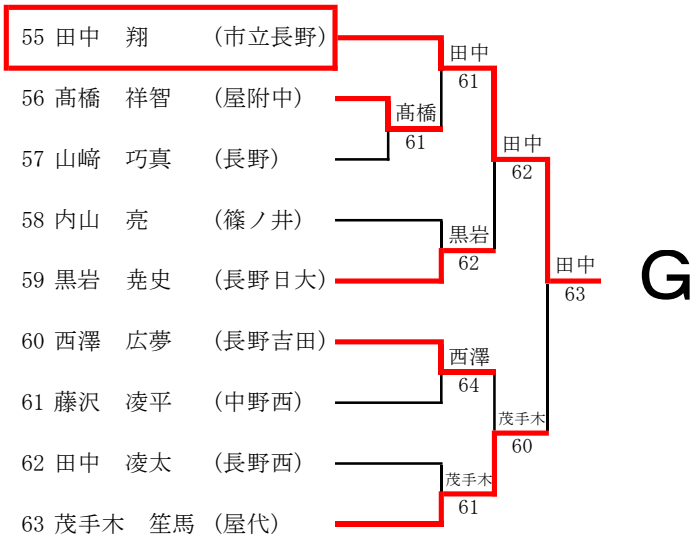 55 田中 翔 (市立長野)
56 髙橋 祥智 (屋附中)
57 山﨑 巧真 (長野)
58 内山 亮 (篠ノ井)
59 黒岩 尭史 (長野日大)
60 西澤 広夢 (長野吉田)
61 藤沢 凌平 (中野西)
62 田中 凌太 (長野西)
63 茂手木 笙馬 (屋代)
髙橋
61
田中
61
黒岩
62
西澤
64
茂手木
61
田中
62
茂手木
60
田中
63
G